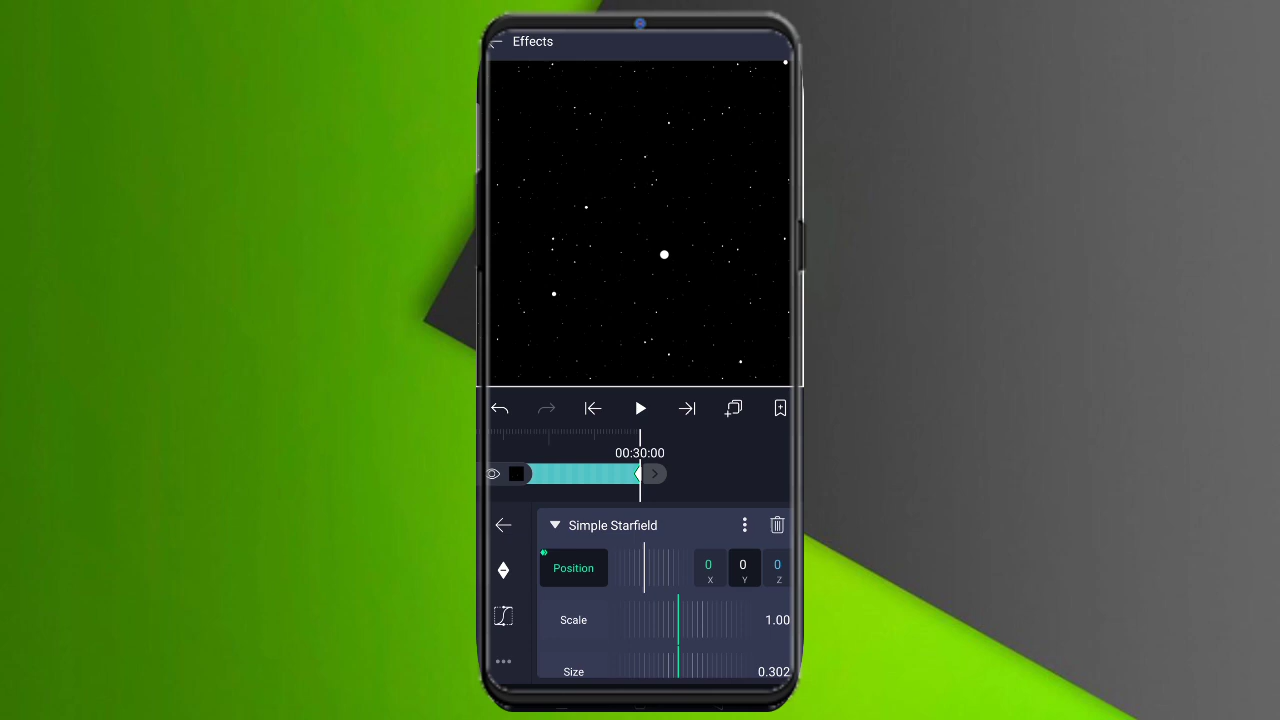 Effects
00:30:00
Simple Starfield
Position 0 X 0 Y 0 Z
Scale 1.00
Size 0.302